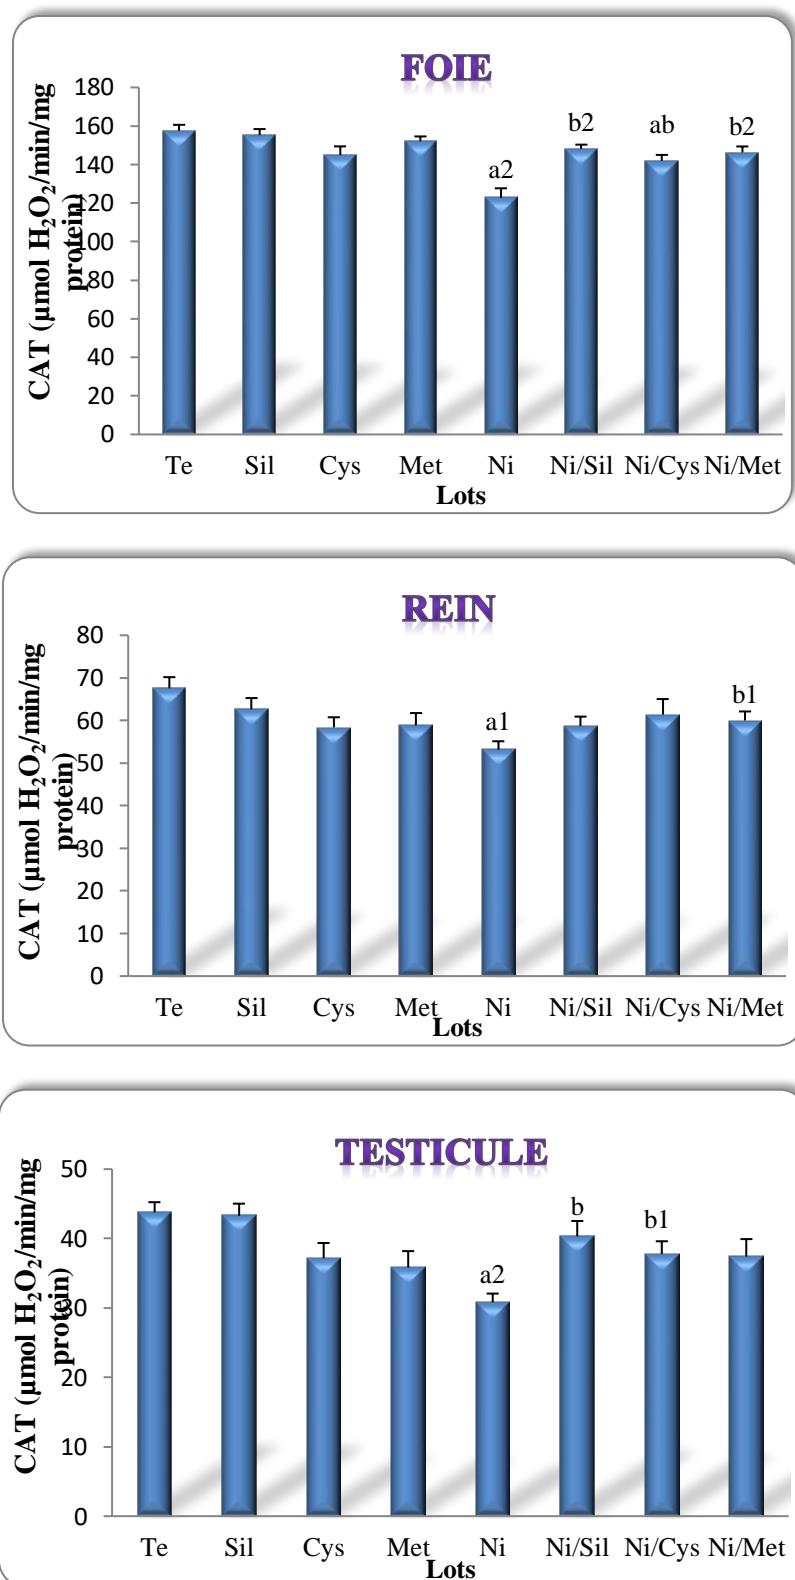 FOIE
CAT (µmol H₂O₂/min/mg
protein)
180
160
140
120
100
80
60
40
20
0
b2 ab b2
a2
Te Sil Cys Met Ni Ni/Sil Ni/Cys Ni/Met
Lots
REIN
CAT (µmol H₂O₂/min/mg
protein)
80
70
60
50
40
30
20
10
0
b1
a1
Te Sil Cys Met Ni Ni/Sil Ni/Cys Ni/Met
Lots
TESTICULE
CAT (µmol H₂O₂/min/mg
protein)
50
40
30
20
10
0
b b1
a2
Te Sil Cys Met Ni Ni/Sil Ni/Cys Ni/Met
Lots